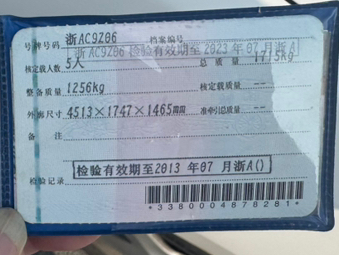 号牌号码 浙AC9Z06 档案编号
浙AC9Z06 检验有效期至2023年07月浙A
核定载人数 5人 总质量 1715kg
整备质量 1256kg 核定载质量 --
外廓尺寸 4513×1747×1465mm 准牵引总质量 --
备注
检验有效期至2013 年07 月浙A()
检验记录
*3380004878281*